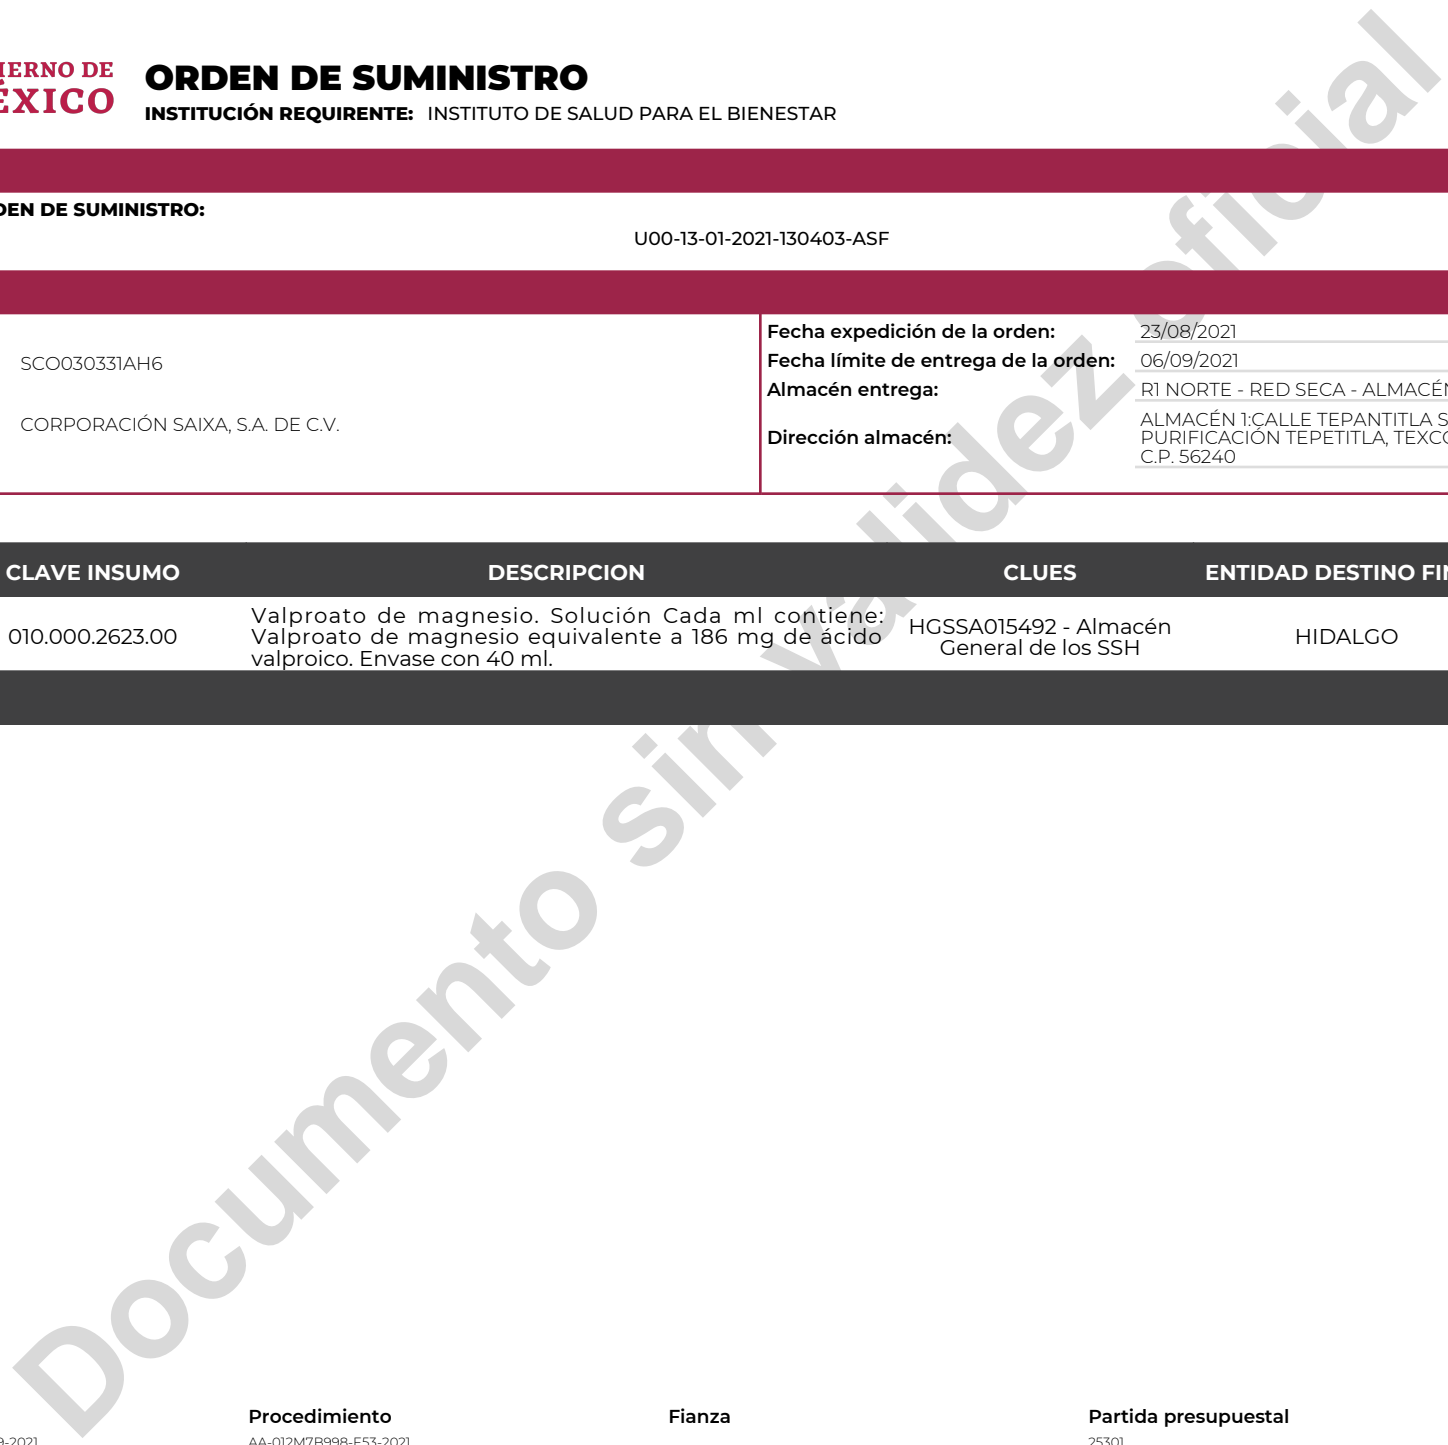 IERNO DE
ÉXICO
ORDEN DE SUMINISTRO
INSTITUCIÓN REQUIRENTE: INSTITUTO DE SALUD PARA EL BIENESTAR
DEN DE SUMINISTRO:
U00-13-01-2021-130403-ASF
SCO030331AH6
CORPORACIÓN SAIXA, S.A. DE C.V.
Fecha expedición de la orden: 23/08/2021
Fecha límite de entrega de la orden: 06/09/2021
Almacén entrega: R1 NORTE - RED SECA - ALMACÉN
Dirección almacén: ALMACÉN 1:CALLE TEPANTITLA S
PURIFICACIÓN TEPETITLA, TEXCO
C.P. 56240
CLAVE INSUMO DESCRIPCION CLUES ENTIDAD DESTINO FIN
010.000.2623.00
Valproato de magnesio. Solución Cada ml contiene:
Valproato de magnesio equivalente a 186 mg de ácido
valproico. Envase con 40 ml.
HGSSA015492 - Almacén
General de los SSH
HIDALGO
Documento sin validez oficial
Procedimiento Fianza Partida presupuestal
9-2021 AA-012M7B998-E53-2021 25301